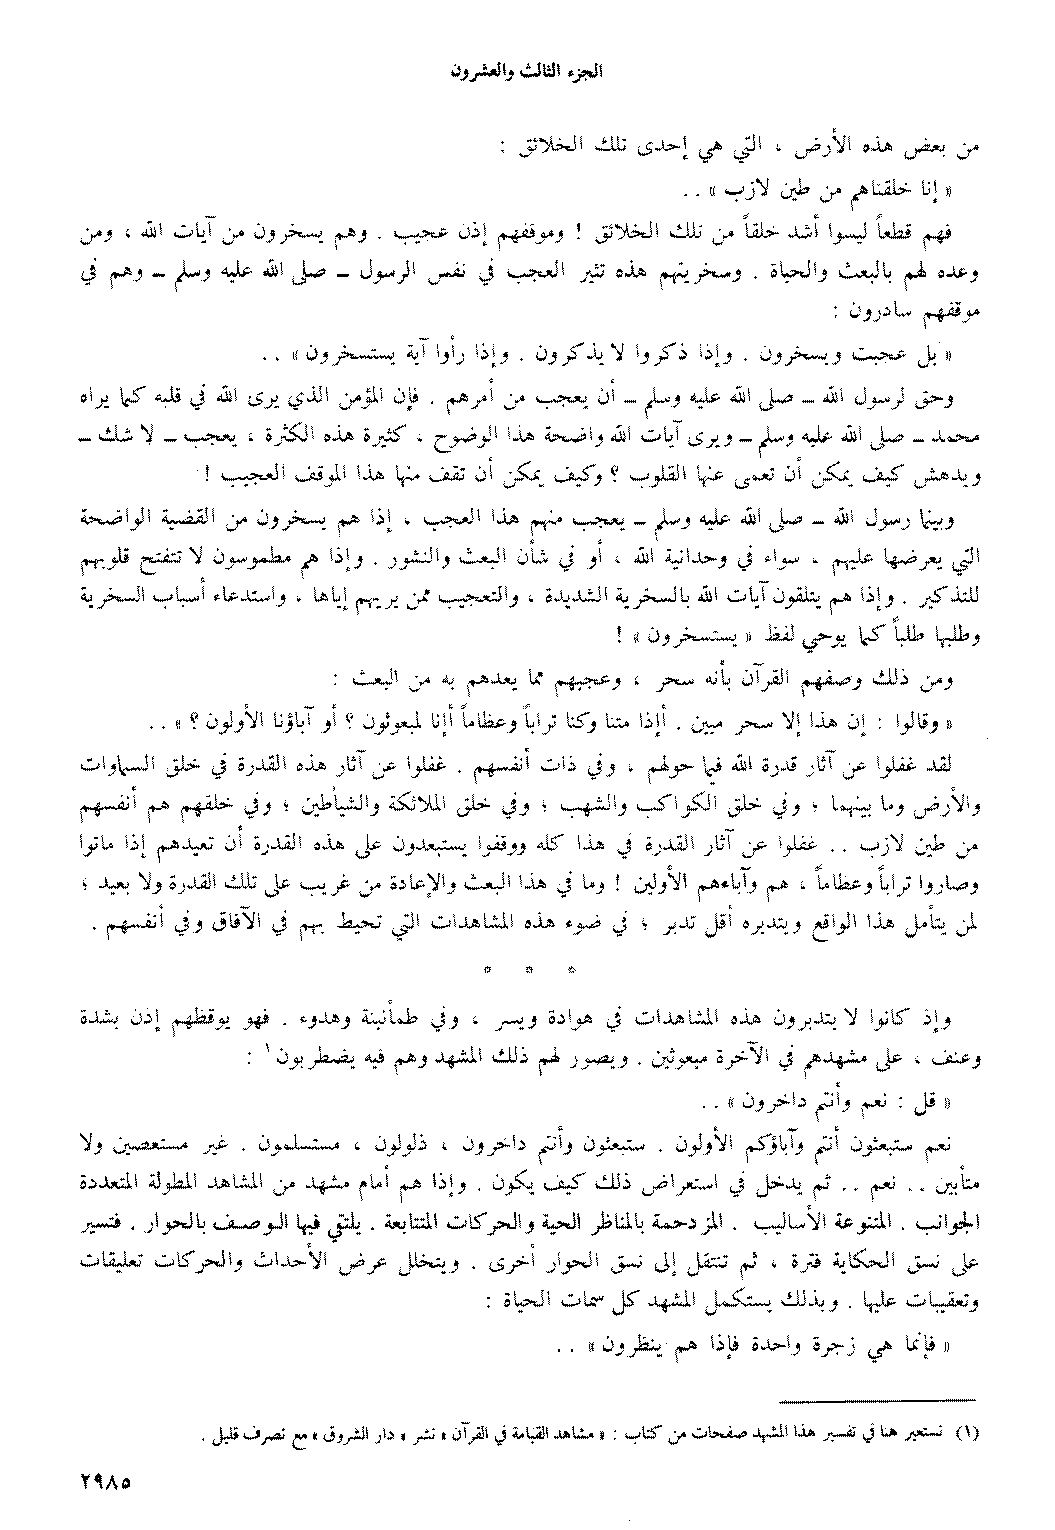 الجزء الثالث والعشرون
من بعض هذه الأرض ، التي هي إحدى تلك الخلائق :
« إنا خلقناهم من طين لازب » . .
فهم قطعاً ليسوا أشد خلقاً من تلك الخلائق ! وموقفهم إذن عجيب . وهم يسخرون من آيات الله ، ومن
وعده لهم بالبعث والحياة . وسخريتهم هذه تثير العجب في نفس الرسول – صلى الله عليه وسلم – وهم في
موقفهم سادرون :
« بل عجبت ويسخرون . وإذا ذكروا لا يذكرون . وإذا رأوا آية يستسخرون » . .
وحق لرسول الله – صلى الله عليه وسلم – أن يعجب من أمرهم . فإن المؤمن الذي يرى الله في قلبه كما يراه
محمد – صلى الله عليه وسلم – ويرى آيات الله واضحة هذا الوضوح ، كثيرة هذه الكثرة ، يعجب – لا شك –
ويدهش كيف يمكن أن تعمى عنها القلوب ؟ وكيف يمكن أن تقف منها هذا الموقف العجيب !
وبينما رسول الله – صلى الله عليه وسلم – يعجب منهم هذا العجب ، إذا هم يسخرون من القضية الواضحة
التي يعرضها عليهم ، سواء في وحدانية الله ، أو في شأن البعث والنشور . وإذا هم مطموسون لا تتفتح قلوبهم
للتذكير . وإذا هم يتلقون آيات الله بالسخرية الشديدة ، والتعجيب ممن يريهم إياها ، واستدعاء أسباب السخرية
وطلبها طلباً كما يوحي لفظ « يستسخرون » !
ومن ذلك وصفهم القرآن بأنه سحر ، وعجبهم مما يعدهم به من البعث :
« وقالوا : إن هذا إلا سحر مبين . أإذا متنا وكنا تراباً وعظاماً أإنا لمبعوثون ؟ أو آباؤنا الأولون ؟ » . .
لقد غفلوا عن آثار قدرة الله فيما حولهم ، وفي ذات أنفسهم . غفلوا عن آثار هذه القدرة في خلق السماوات
والأرض وما بينهما ؛ وفي خلق الكواكب والشهب ؛ وفي خلق الملائكة والشياطين ؛ وفي خلقهم هم أنفسهم
من طين لازب . . غفلوا عن آثار القدرة في هذا كله ووقفوا يستبعدون على هذه القدرة أن تعيدهم إذا ماتوا
وصاروا تراباً وعظاماً ، هم وآباءهم الأولين ! وما في هذا البعث والإعادة من غريب على تلك القدرة ولا بعيد ؛
لمن يتأمل هذا الواقع ويتدبره أقل تدبر ؛ في ضوء هذه المشاهدات التي تحيط بهم في الآفاق وفي أنفسهم .
* * *
وإذ كانوا لا يتدبرون هذه المشاهدات في هوادة ويسر ، وفي طمأنينة وهدوء . فهو يوقظهم إذن بشدة
وعنف ، على مشهدهم في الآخرة مبعوثين . ويصور لهم ذلك المشهد وهم فيه يضطربون١ :
« قل : نعم وأنتم داخرون » . .
نعم ستبعثون أنتم وآباؤكم الأولون . ستبعثون وأنتم داخرون ، ذلولون ، مستسلمون . غير مستعصين ولا
متأبين . . نعم . . ثم يدخل في استعراض ذلك كيف يكون . وإذا هم أمام مشهد من المشاهد المطولة المتعددة
الجوانب . المتنوعة الأساليب . المزدحمة بالمناظر الحية والحركات المتتابعة . يلتقي فيها الوصف بالحوار . فتسير
على نسق الحكاية فترة ، ثم تنتقل إلى نسق الحوار أخرى . ويتخلل عرض الأحداث والحركات تعليقات
وتعقيبات عليها . وبذلك يستكمل المشهد كل سمات الحياة :
« فإنما هي زجرة واحدة فإذا هم ينظرون » . .
(١) نستعير هنا في تفسير هذا المشهد صفحات من كتاب : « مشاهد القيامة في القرآن » نشر « دار الشروق » مع تصرف قليل .
٢٩٨٥